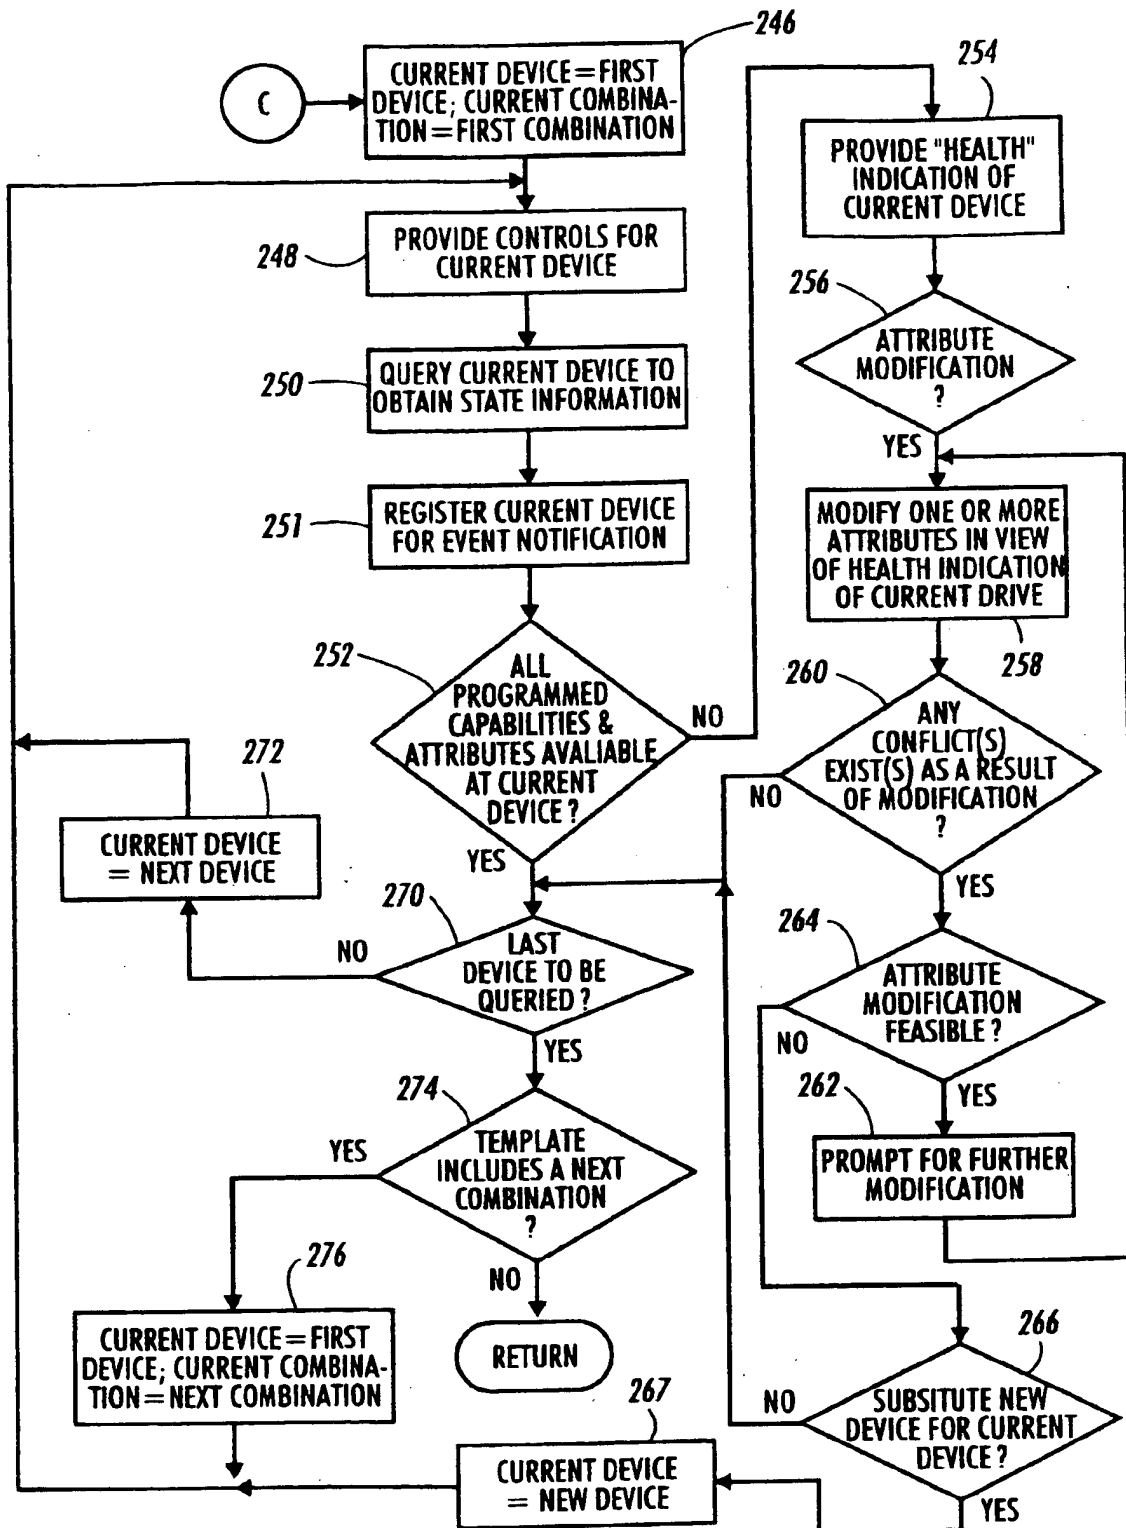 246
C
CURRENT DEVICE=FIRST
DEVICE; CURRENT COMBINA-
TION=FIRST COMBINATION
248
PROVIDE CONTROLS FOR
CURRENT DEVICE
250
QUERY CURRENT DEVICE TO
OBTAIN STATE INFORMATION
251
REGISTER CURRENT DEVICE
FOR EVENT NOTIFICATION
252
ALL
PROGRAMMED
CAPABILITIES &
ATTRIBUTES AVALIABLE
AT CURRENT
DEVICE?
NO
YES
254
PROVIDE "HEALTH"
INDICATION OF
CURRENT DEVICE
256
ATTRIBUTE
MODIFICATION
?
YES
MODIFY ONE OR MORE
ATTRIBUTES IN VIEW
OF HEALTH INDICATION
OF CURRENT DRIVE
258
260
ANY
CONFLICT(S)
EXIST(S) AS A RESULT
OF MODIFICATION
?
NO
YES
264
ATTRIBUTE
MODIFICATION
FEASIBLE?
NO
YES
262
PROMPT FOR FURTHER
MODIFICATION
266
SUBSITUTE NEW
DEVICE FOR CURRENT
DEVICE?
NO
YES
267
CURRENT DEVICE
= NEW DEVICE
270
LAST
DEVICE TO BE
QUERIED?
NO
YES
272
CURRENT DEVICE
= NEXT DEVICE
274
TEMPLATE
INCLUDES A NEXT
COMBINATION
?
YES
NO
RETURN
276
CURRENT DEVICE=FIRST
DEVICE; CURRENT COMBINA-
TION=NEXT COMBINATION